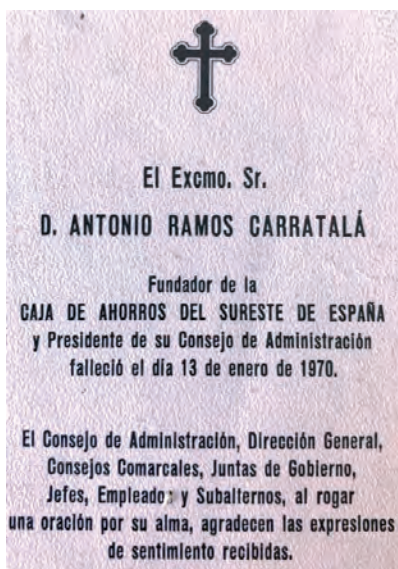 El Excmo. Sr.
D. ANTONIO RAMOS CARRATALÁ
Fundador de la
CAJA DE AHORROS DEL SURESTE DE ESPAÑA
y Presidente de su Consejo de Administración
falleció el día 13 de enero de 1970.
El Consejo de Administración, Dirección General,
Consejos Comarcales, Juntas de Gobierno,
Jefes, Empleados y Subalternos, al rogar
una oración por su alma, agradecen las expresiones
de sentimiento recibidas.